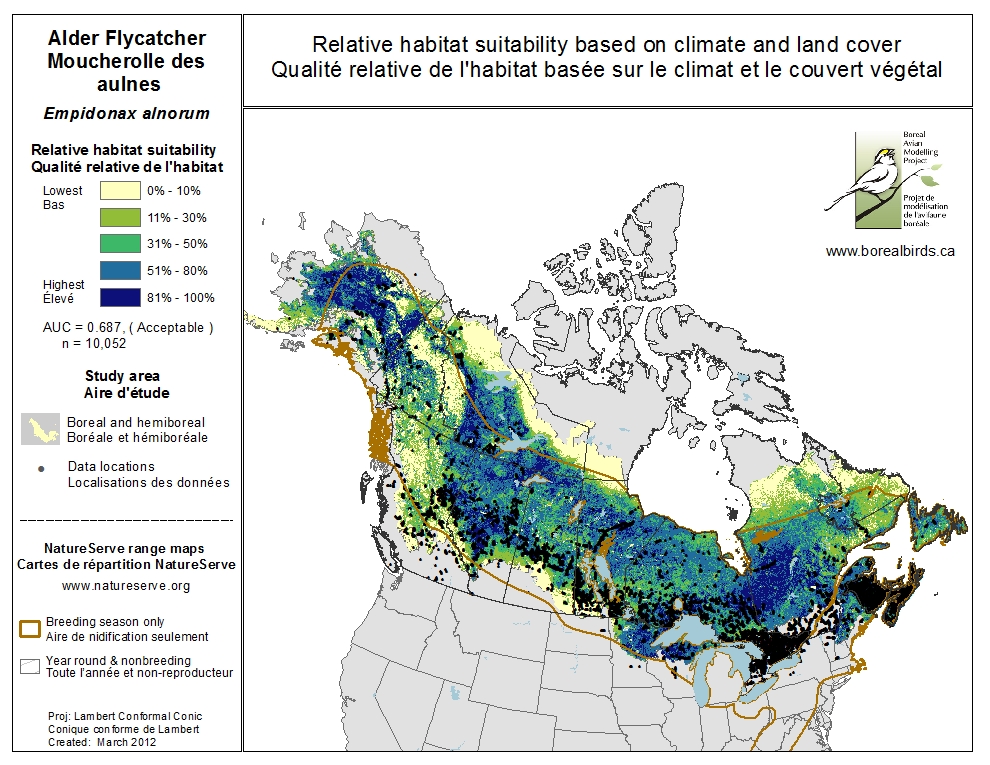 Alder Flycatcher
Moucherolle des
aulnes
Empidonax alnorum
Relative habitat suitability
Qualité relative de l'habitat
Lowest
Bas
0% - 10%
11% - 30%
31% - 50%
51% - 80%
Highest
Élevé
81% - 100%
AUC = 0.687, ( Acceptable )
n = 10,052
Study area
Aire d'étude
Boreal and hemiboreal
Boréale et hémiboréale
Data locations
Localisations des données
NatureServe range maps
Cartes de répartition NatureServe
www.natureserve.org
Breeding season only
Aire de nidification seulement
Year round & nonbreeding
Toute l'année et non-reproducteur
Proj: Lambert Conformal Conic
Conique conforme de Lambert
Created: March 2012
Relative habitat suitability based on climate and land cover
Qualité relative de l'habitat basée sur le climat et le couvert végétal
Boreal
Avian
Modelling
Project
Projet de
modélisation
de l'avifaune
boréale
www.borealbirds.ca